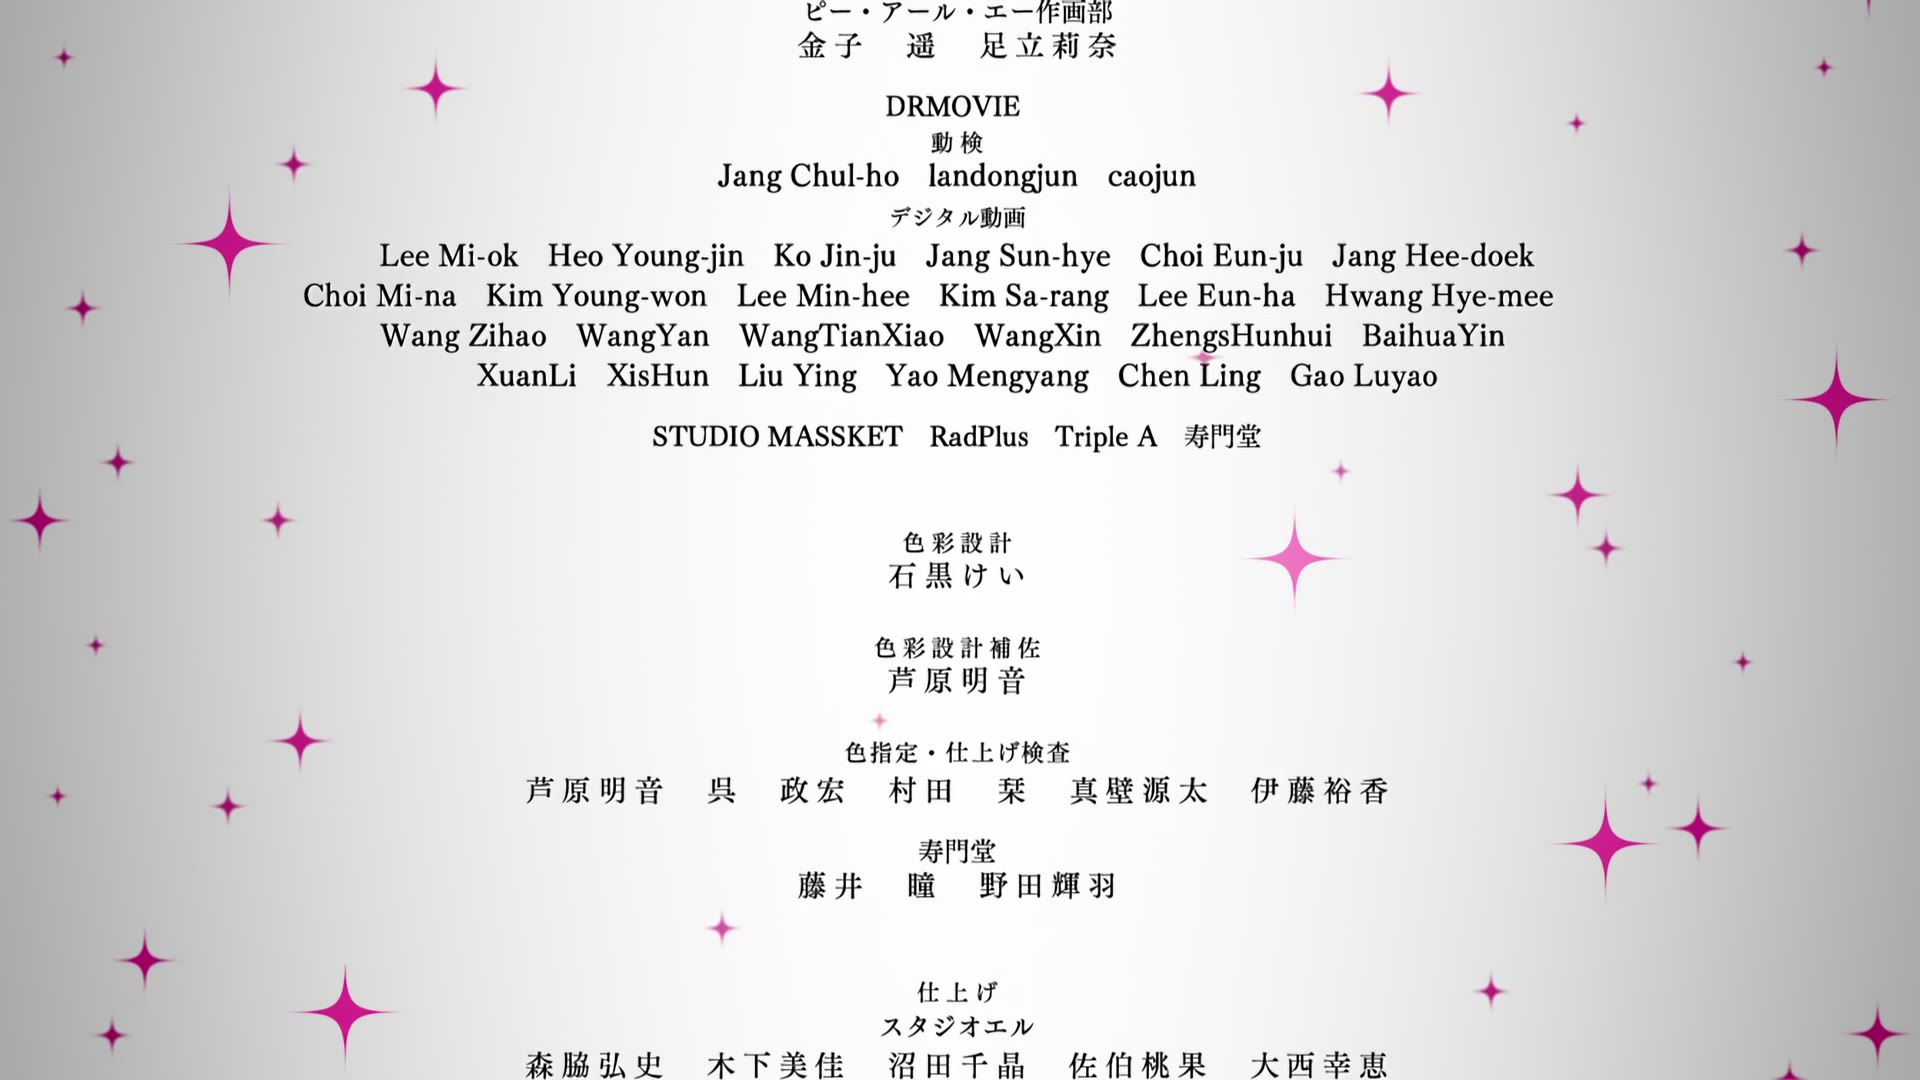 ピー・アール・エー作画部
金子 遥 足立莉奈
DRMOVIE
動検
Jang Chul-ho landongjun caojun
デジタル動画
Lee Mi-ok Heo Young-jin Ko Jin-ju Jang Sun-hye Choi Eun-ju Jang Hee-doek
Choi Mi-na Kim Young-won Lee Min-hee Kim Sa-rang Lee Eun-ha Hwang Hye-mee
Wang Zihao WangYan WangTianXiao WangXin ZhengsHunhui BaihuaYin
XuanLi XisHun Liu Ying Yao Mengyang Chen Ling Gao Luyao
STUDIO MASSKET RadPlus Triple A 寿門堂
色彩設計
石黒けい
色彩設計補佐
芦原明音
色指定・仕上げ検査
芦原明音 呉 政宏 村田 栞 真壁源太 伊藤裕香
寿門堂
藤井 瞳 野田輝羽
仕上げ
スタジオエル
森脇弘史 木下美佳 沼田千晶 佐伯桃果 大西幸恵